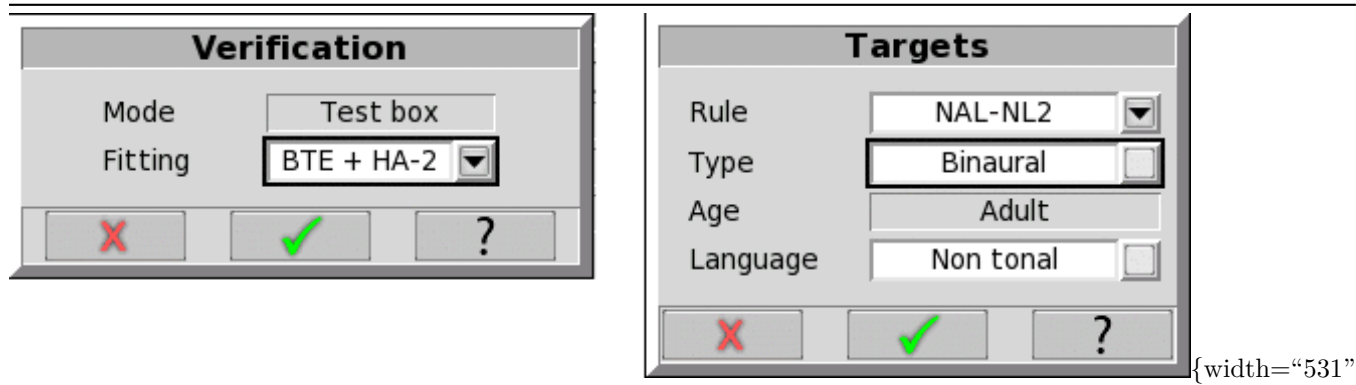 Verification
Mode Test box
Fitting BTE + HA-2
?
Targets
Rule NAL-NL2
Type Binaural
Age Adult
Language Non tonal
?
{width=“531”